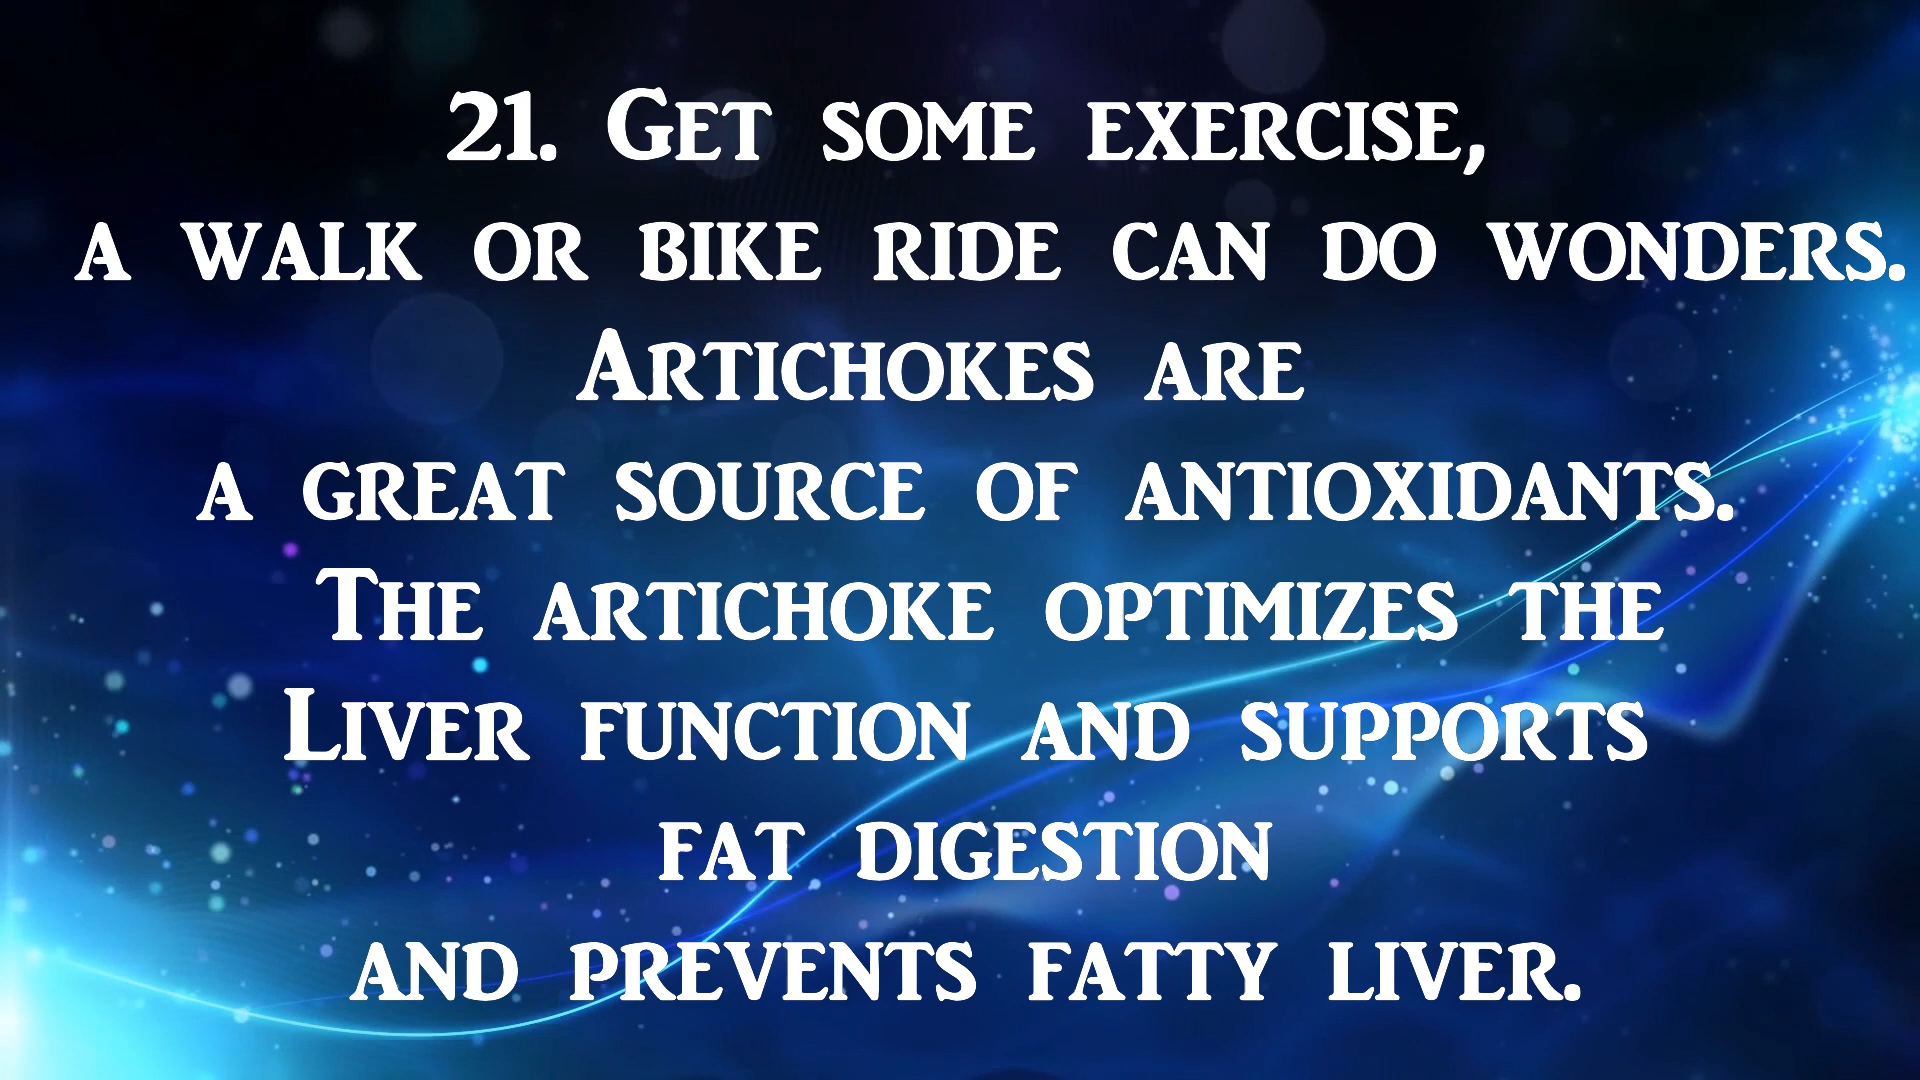 21. Get some exercise,
a walk or bike ride can do wonders.
Artichokes are
a great source of antioxidants.
The artichoke optimizes the
Liver function and supports
fat digestion
and prevents fatty liver.